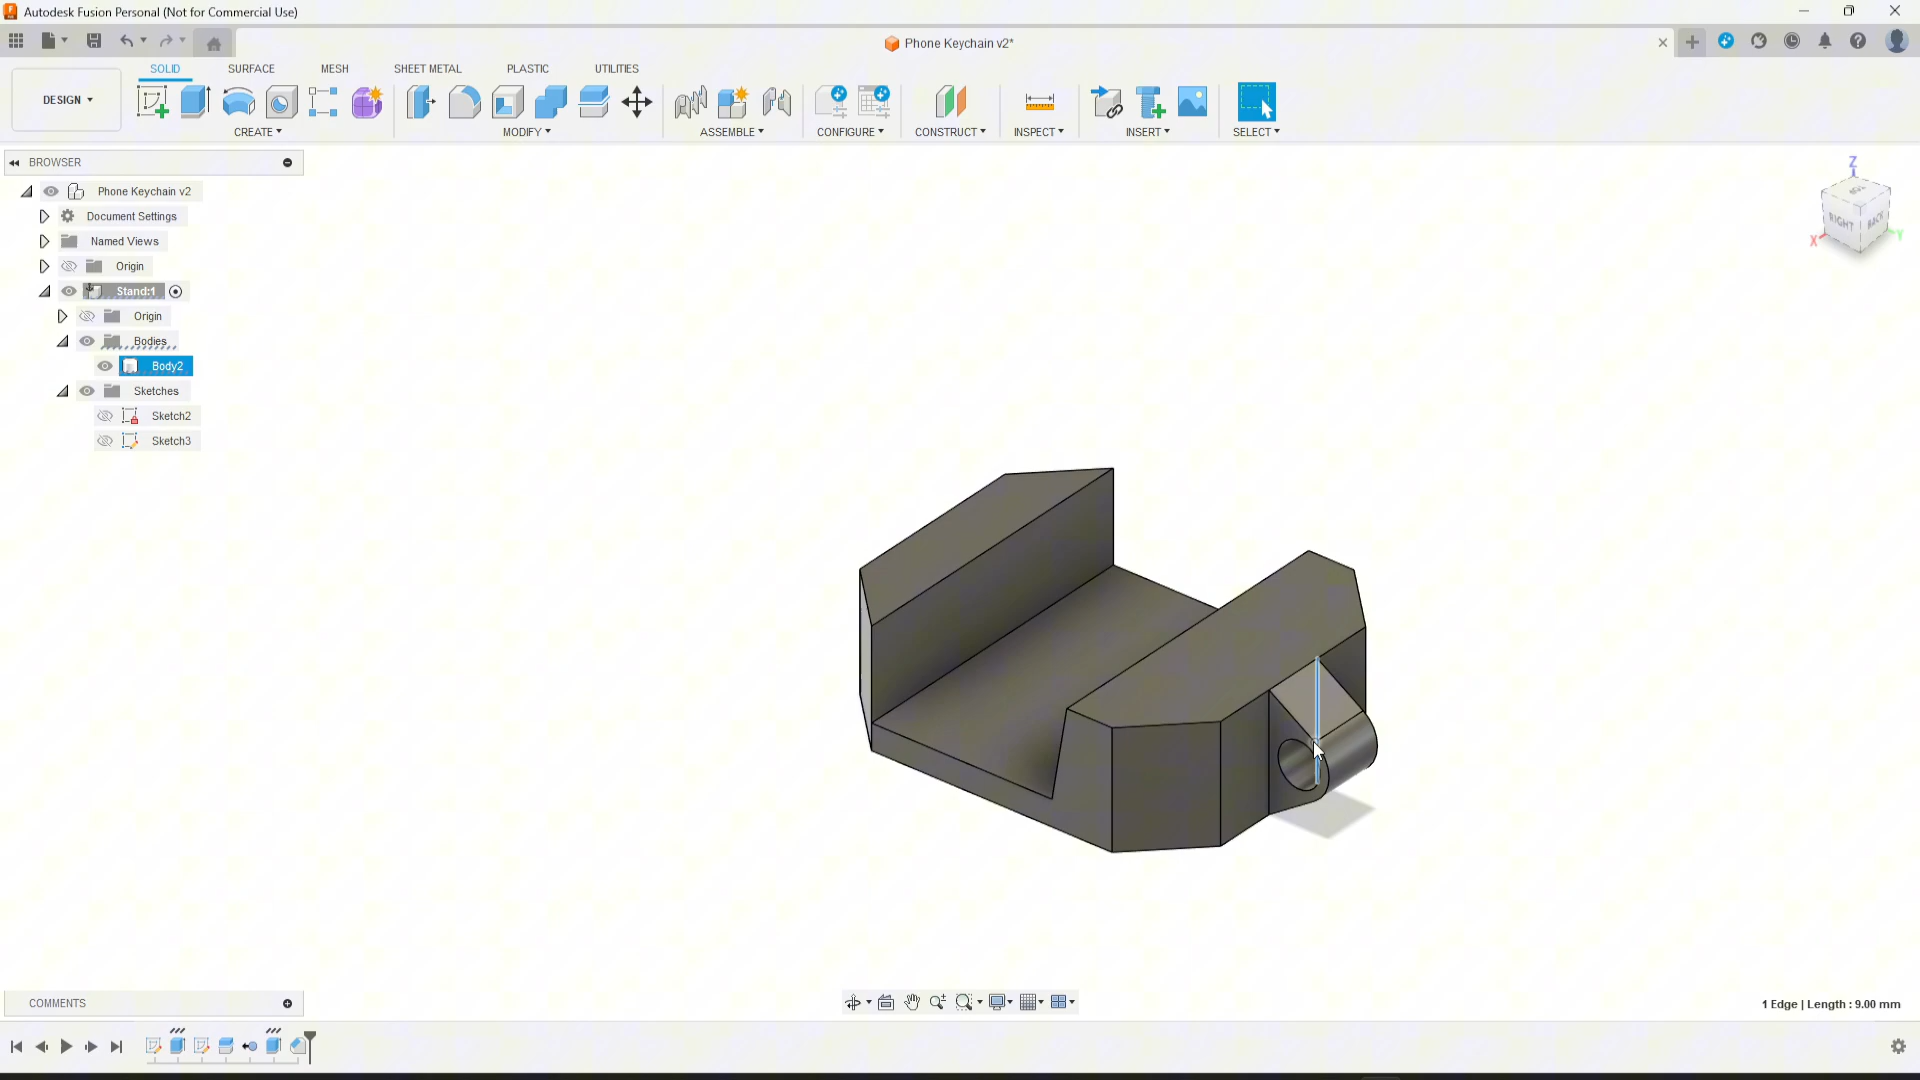 Autodesk Fusion Personal (Not for Commercial Use)
Phone Keychain v2*
SOLID SURFACE MESH SHEET METAL PLASTIC UTILITIES
DESIGN
CREATE MODIFY ASSEMBLE CONFIGURE CONSTRUCT INSPECT INSERT SELECT
BROWSER
Phone Keychain v2
Document Settings
Named Views
Origin
Stand:1
Origin
Bodies
Body2
Sketches
Sketch2
Sketch3
Z
RIGHT
BACK
X
Y
COMMENTS
1 Edge | Length : 9.00 mm